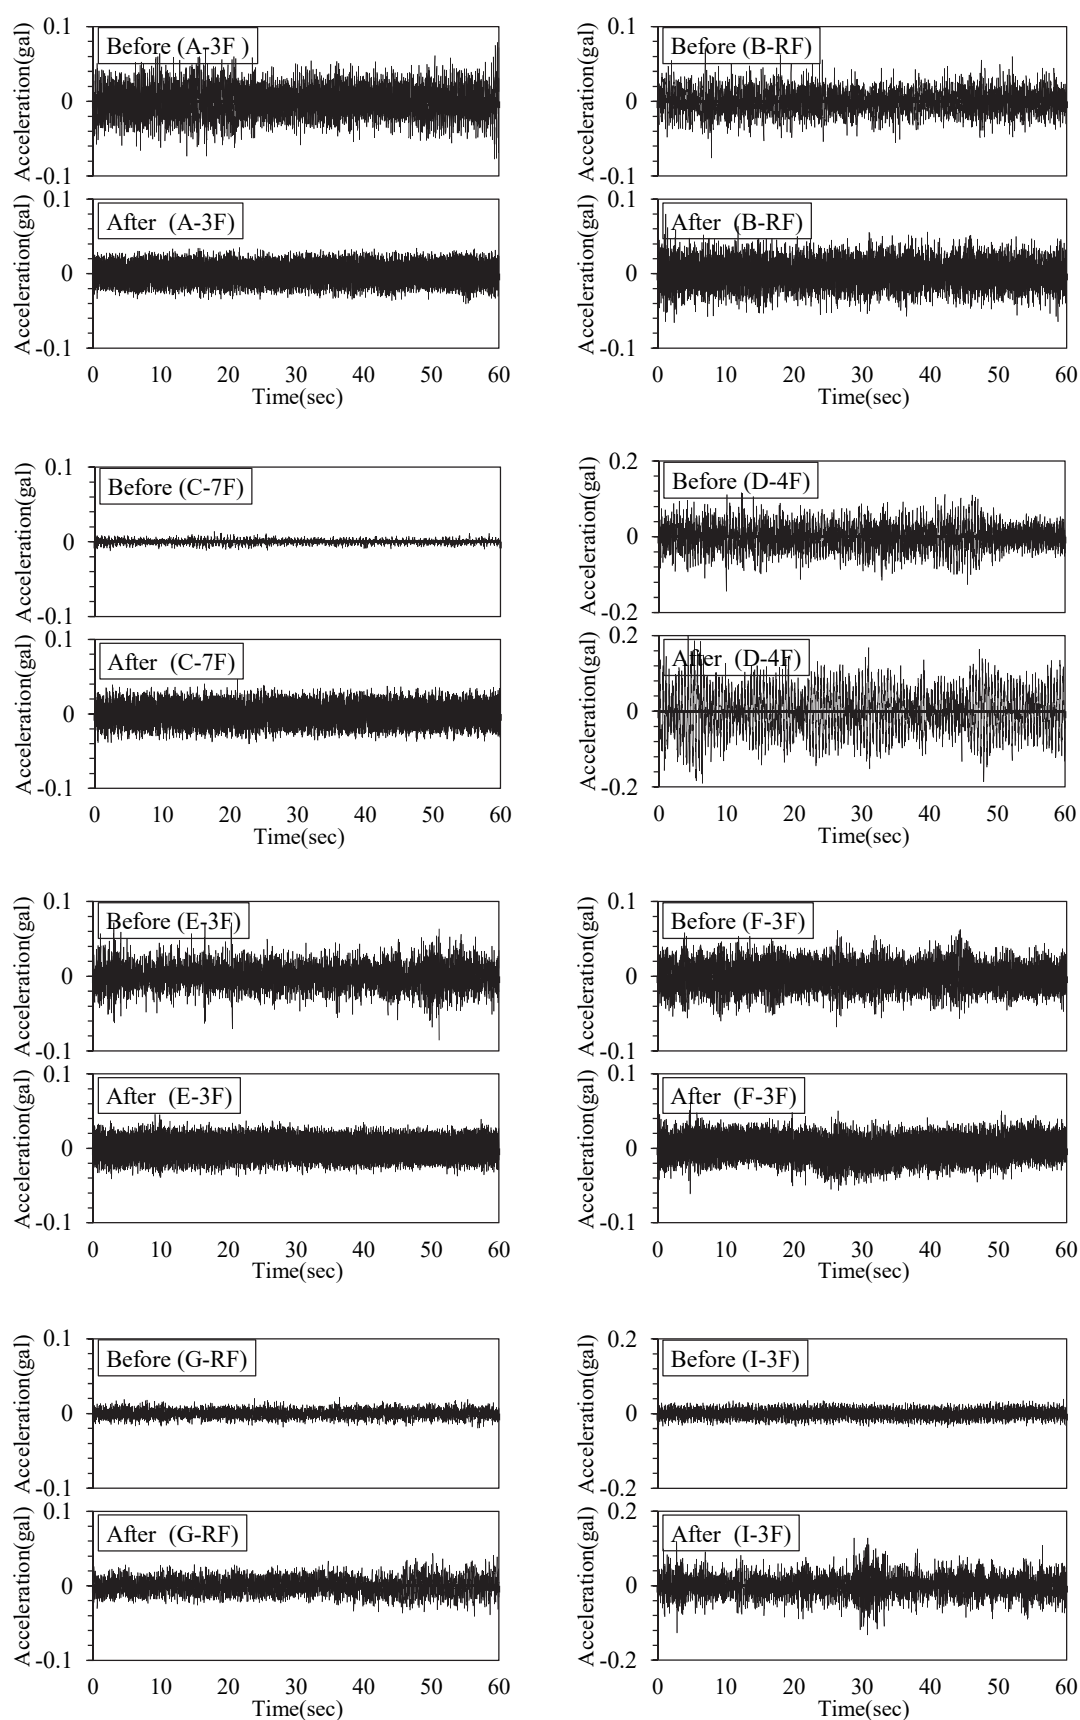 Acceleration(gal)
0.1
0
-0.1
Before (A-3F )
Acceleration(gal)
0.1
0
-0.1
After (A-3F)
0 10 20 30 40 50 60
Time(sec)
Acceleration(gal)
0.1
0
-0.1
Before (B-RF)
Acceleration(gal)
0.1
0
-0.1
After (B-RF)
0 10 20 30 40 50 60
Time(sec)
Acceleration(gal)
0.1
0
-0.1
Before (C-7F)
Acceleration(gal)
0.1
0
-0.1
After (C-7F)
0 10 20 30 40 50 60
Time(sec)
Acceleration(gal)
0.2
0
-0.2
Before (D-4F)
Acceleration(gal)
0.2
0
-0.2
After (D-4F)
0 10 20 30 40 50 60
Time(sec)
Acceleration(gal)
0.1
0
-0.1
Before (E-3F)
Acceleration(gal)
0.1
0
-0.1
After (E-3F)
0 10 20 30 40 50 60
Time(sec)
Acceleration(gal)
0.1
0
-0.1
Before (F-3F)
Acceleration(gal)
0.1
0
-0.1
After (F-3F)
0 10 20 30 40 50 60
Time(sec)
Acceleration(gal)
0.1
0
-0.1
Before (G-RF)
Acceleration(gal)
0.1
0
-0.1
After (G-RF)
0 10 20 30 40 50 60
Time(sec)
Acceleration(gal)
0.2
0
-0.2
Before (I-3F)
Acceleration(gal)
0.2
0
-0.2
After (I-3F)
0 10 20 30 40 50 60
Time(sec)